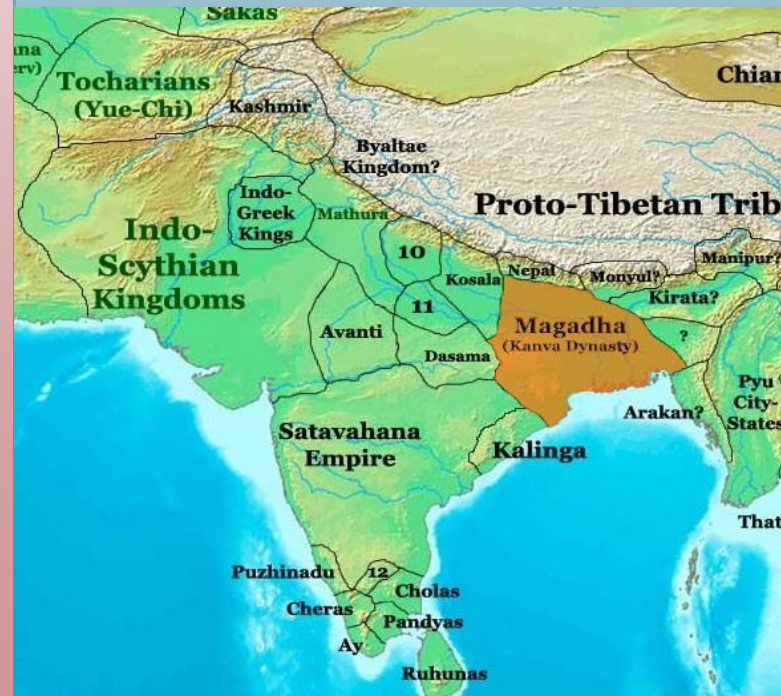 Sakas
ana
erv)
Tocharians
(Yue-Chi)
Kashmir
Chian
Byaltae
Kingdom?
Indo-
Greek
Kings
Mathura
Proto-Tibetan Trib
Indo-
Scythian
Kingdoms
10
Kosala
Nepal
Monyul?
Manipur?
Kirata?
11
Avanti
Dasama
Magadha
(Kanva Dynasty)
?
Pyu
City-
States
Arakan?
Satavahana
Empire
Kalinga
That
Puzhinadu
12
Cholas
Cheras
Pandyas
Ay
Ruhunas